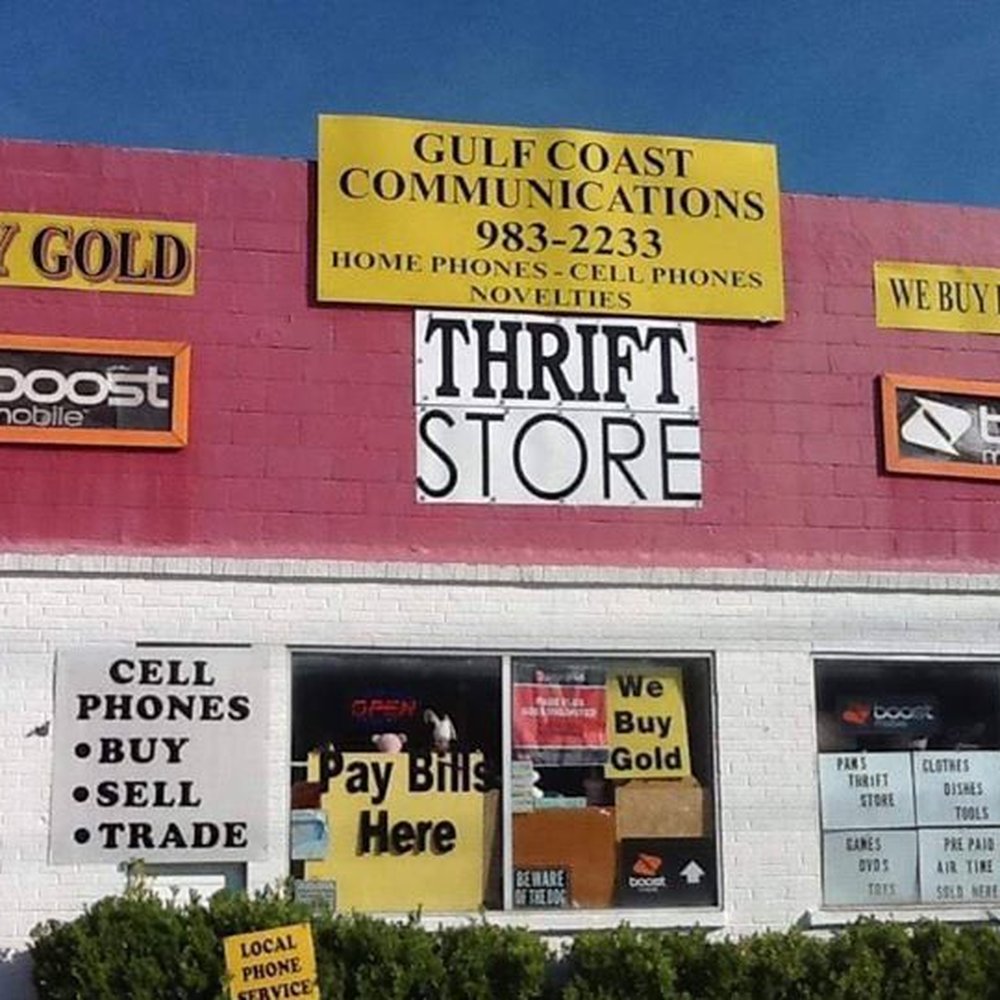 GULF COAST
COMMUNICATIONS
983-2233
HOME PHONES - CELL PHONES
NOVELTIES
Y GOLD
WE BUY
boost
mobile
THRIFT
STORE
CELL
PHONES
• BUY
• SELL
• TRADE
OPEN
Pay Bills
Here
We
Buy
Gold
BEWARE
OF THE DOG
boost
boost
PAMS
THRIFT
STORE
CLOTHES
DISHES
TOOLS
GAMES
DVDS
TOYS
PRE PAID
AIR TIME
SOLD HERE
LOCAL
PHONE
SERVICE